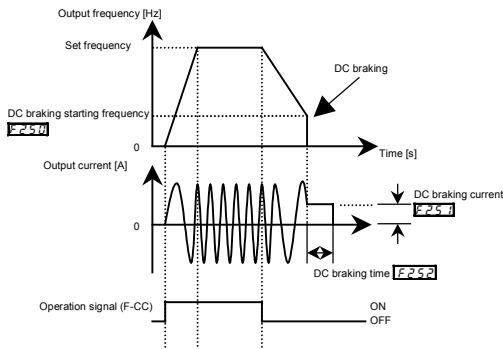 Output frequency [Hz]
Set frequency
DC braking
DC braking starting frequency
F250
0
Time [s]
Output current [A]
DC braking current
F251
0
DC braking time F252
Operation signal (F-CC)
ON
OFF